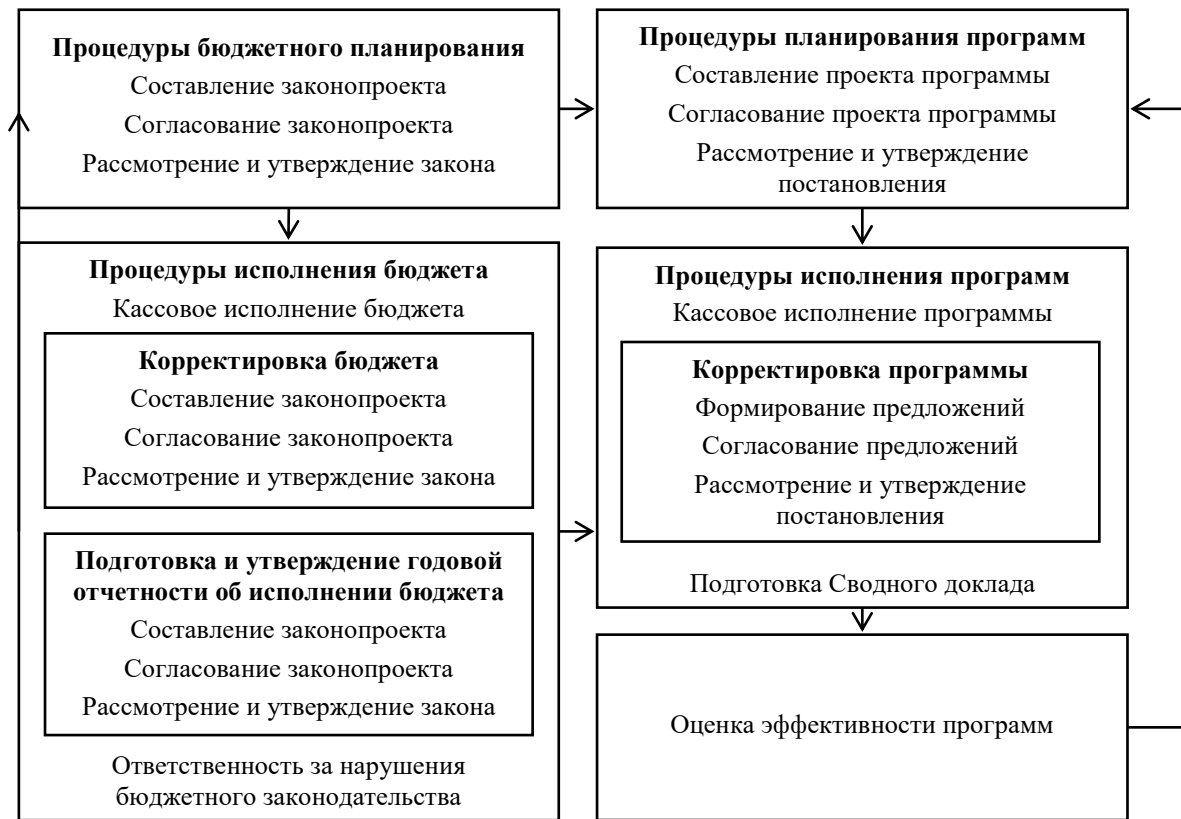 Процедуры бюджетного планирования
Составление законопроекта
Согласование законопроекта
Рассмотрение и утверждение закона
Процедуры планирования программ
Составление проекта программы
Согласование проекта программы
Рассмотрение и утверждение
постановления
Процедуры исполнения бюджета
Кассовое исполнение бюджета
Корректировка бюджета
Составление законопроекта
Согласование законопроекта
Рассмотрение и утверждение закона
Подготовка и утверждение годовой
отчетности об исполнении бюджета
Составление законопроекта
Согласование законопроекта
Рассмотрение и утверждение закона
Ответственность за нарушения
бюджетного законодательства
Процедуры исполнения программ
Кассовое исполнение программы
Корректировка программы
Формирование предложений
Согласование предложений
Рассмотрение и утверждение
постановления
Подготовка Сводного доклада
Оценка эффективности программ